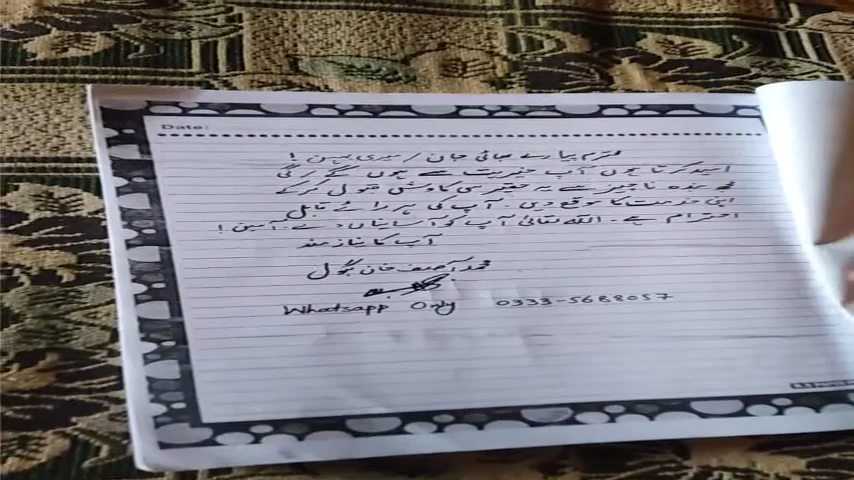 Date:
محترم پیارے بھائی جان / میری بہن !
امید کرتا ہوں آپ خیریت سے ہوں گے / گی
مجھ بندہ ناچیز سے یہ حقیر سی کاوش قبول کر کے
اپنی خدمت کا موقع دیں۔ آپ کی ہر رائے قابل
احترام ہے۔ اللہ تعالیٰ آپ کو آسانیاں دے۔ آمین !
آپ کا نیاز مند
محمد آصف خان
Whatsapp Only 0333-5688057